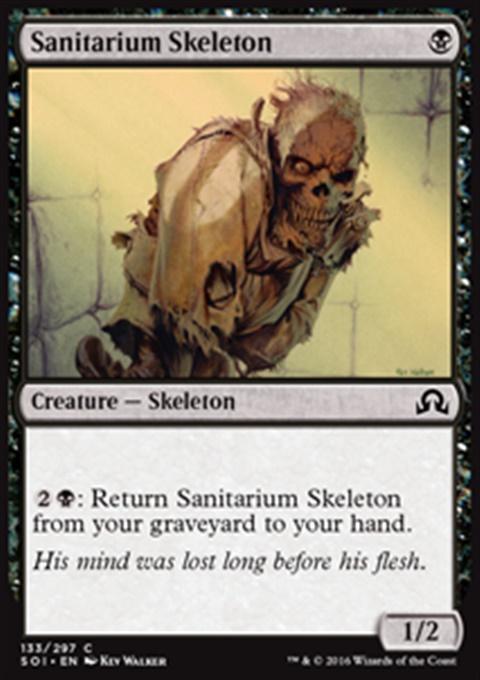 Sanitarium Skeleton
Creature — Skeleton
2: Return Sanitarium Skeleton
from your graveyard to your hand.
His mind was lost long before his flesh.
1/2
133/297 C
SOI • EN Kev Walker
™ & © 2016 Wizards of the Coast